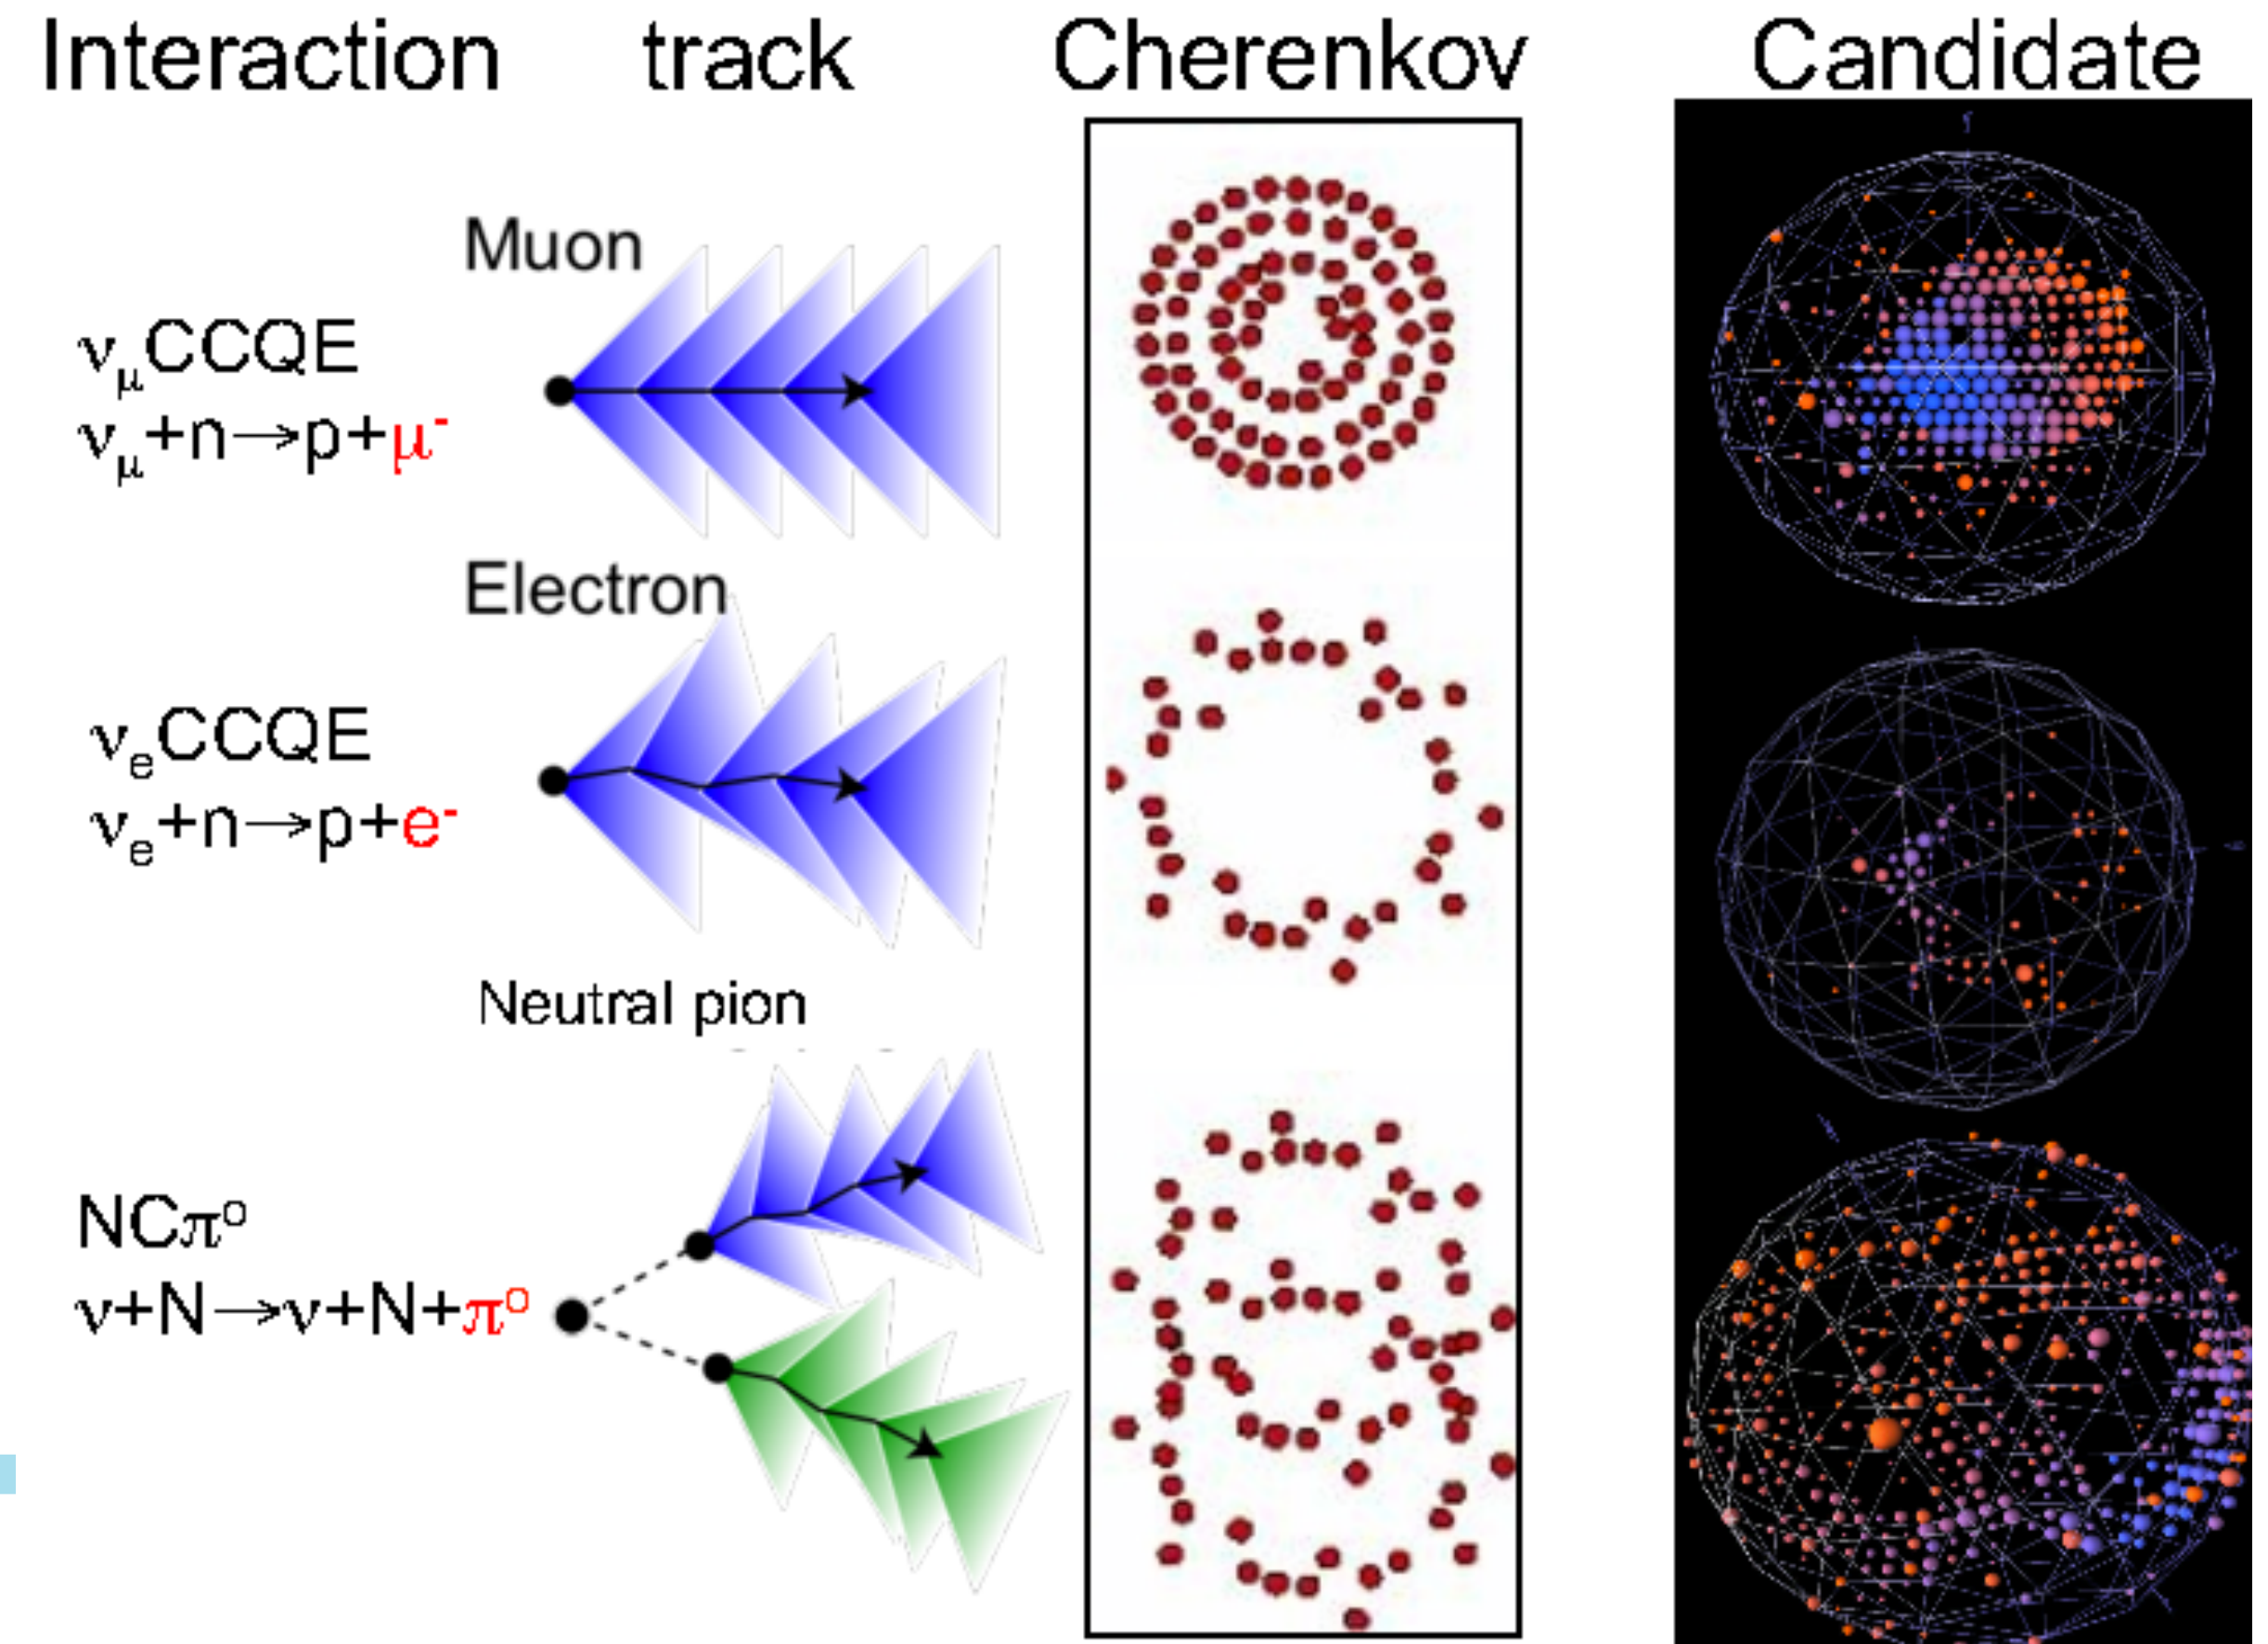 Interaction track Cherenkov Candidate
Muon
νμCCQE
νμ+n→p+μ-
Electron
νeCCQE
νe+n→p+e-
Neutral pion
NCπo
ν+N→ν+N+πo